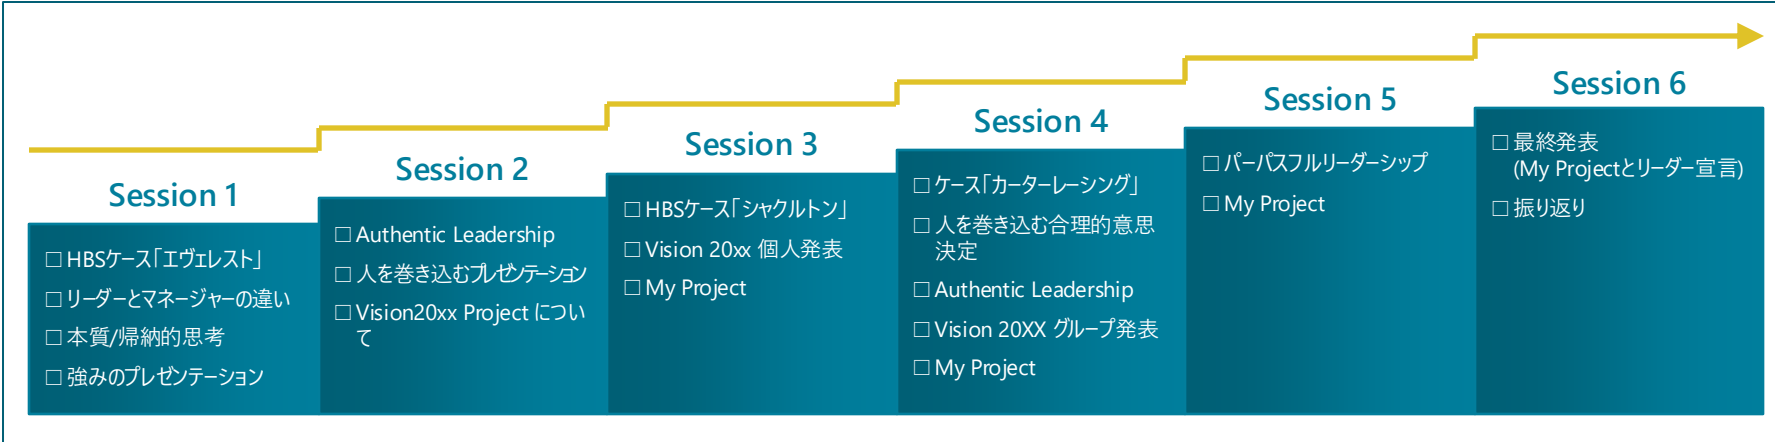 Session 1
□ HBSケース「エヴェレスト」
□ リーダーとマネージャーの違い
□ 本質/帰納的思考
□ 強みのプレゼンテーション
Session 2
□ Authentic Leadership
□ 人を巻き込むプレゼンテーション
□ Vision20xx Project につい
て
Session 3
□ HBSケース「シャクルトン」
□ Vision 20xx 個人発表
□ My Project
Session 4
□ ケース「カーターレーシング」
□ 人を巻き込む合理的意思
決定
□ Authentic Leadership
□ Vision 20XX グループ発表
□ My Project
Session 5
□ パーパスフルリーダーシップ
□ My Project
Session 6
□ 最終発表
(My Projectとリーダー宣言)
□ 振り返り